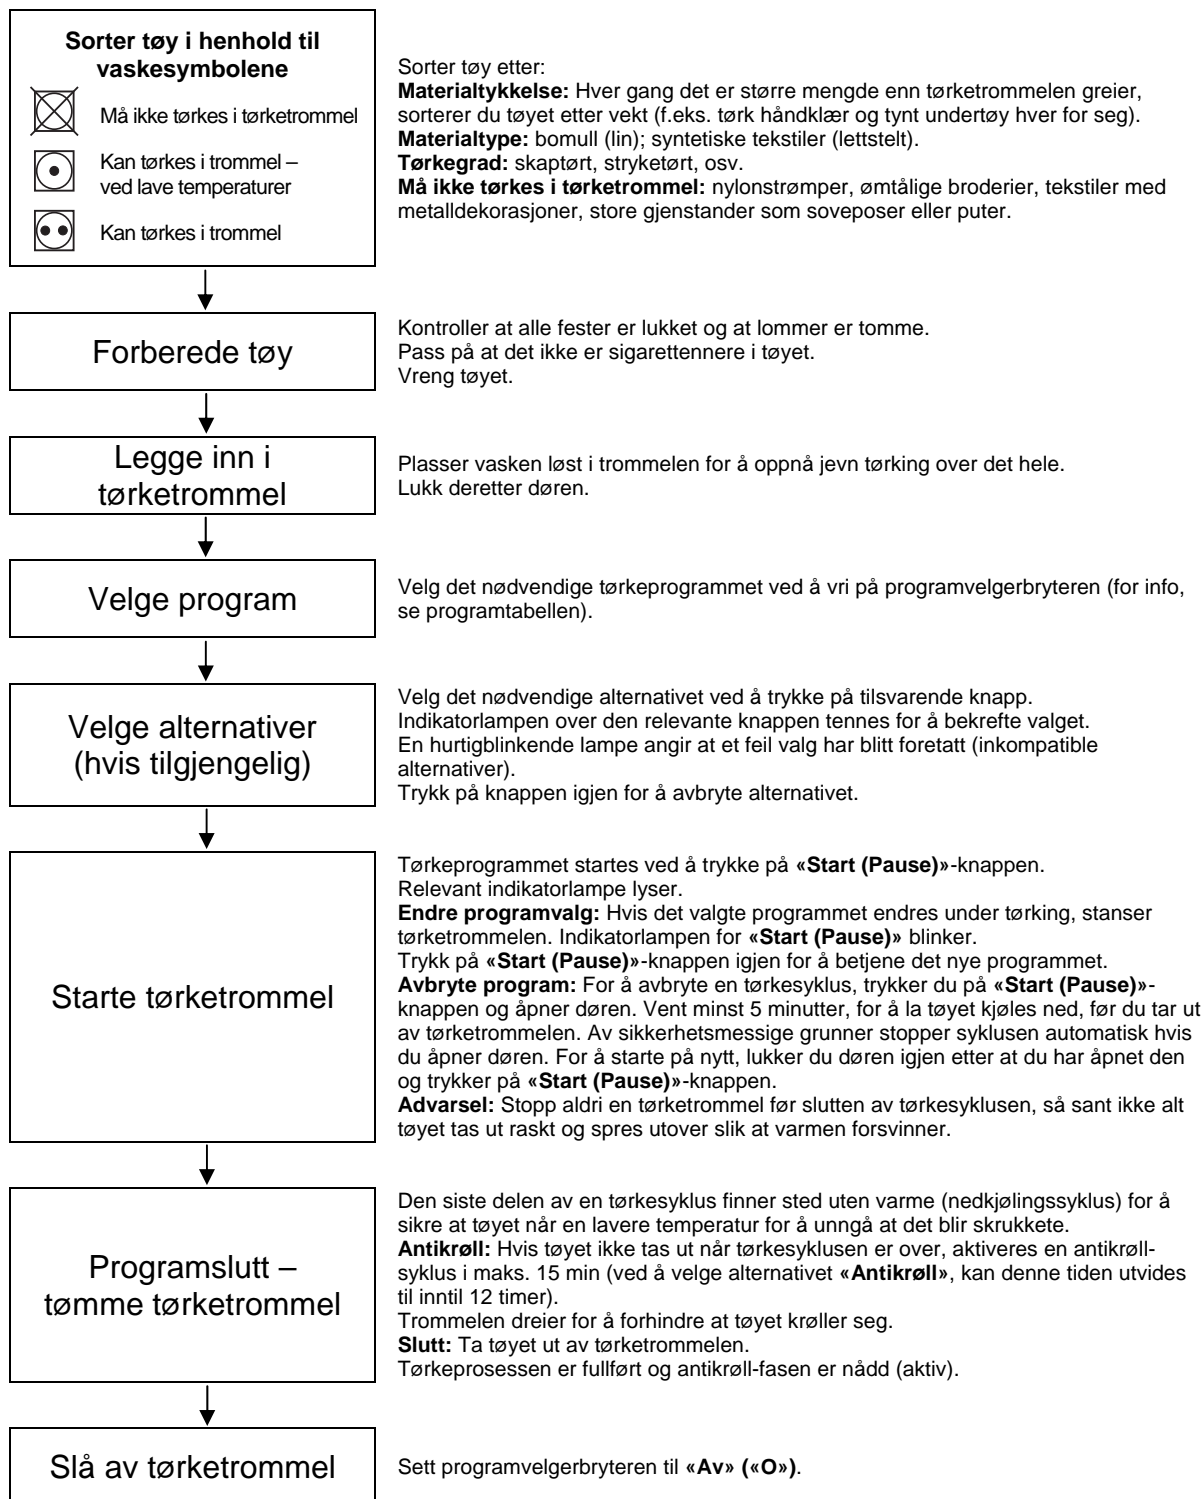 Sorter tøy i henhold til
vaskesymbolene
Må ikke tørkes i tørketrommel
Kan tørkes i trommel –
ved lave temperaturer
Kan tørkes i trommel
Sorter tøy etter:
Materialtykkelse: Hver gang det er større mengde enn tørketrommelen greier,
sorterer du tøyet etter vekt (f.eks. tørk håndklær og tynt undertøy hver for seg).
Materialtype: bomull (lin); syntetiske tekstiler (lettstelt).
Tørkegrad: skaptørt, stryketørt, osv.
Må ikke tørkes i tørketrommel: nylonstrømper, ømtålige broderier, tekstiler med
metalldekorasjoner, store gjenstander som soveposer eller puter.
Forberede tøy
Kontroller at alle fester er lukket og at lommer er tomme.
Pass på at det ikke er sigarettennere i tøyet.
Vreng tøyet.
Legge inn i
tørketrommel
Plasser vasken løst i trommelen for å oppnå jevn tørking over det hele.
Lukk deretter døren.
Velge program
Velg det nødvendige tørkeprogrammet ved å vri på programvelgerbryteren (for info,
se programtabellen).
Velge alternativer
(hvis tilgjengelig)
Velg det nødvendige alternativet ved å trykke på tilsvarende knapp.
Indikatorlampen over den relevante knappen tennes for å bekrefte valget.
En hurtigblinkende lampe angir at et feil valg har blitt foretatt (inkompatible
alternativer).
Trykk på knappen igjen for å avbryte alternativet.
Starte tørketrommel
Tørkeprogrammet startes ved å trykke på «Start (Pause)»-knappen.
Relevant indikatorlampe lyser.
Endre programvalg: Hvis det valgte programmet endres under tørking, stanser
tørketrommelen. Indikatorlampen for «Start (Pause)» blinker.
Trykk på «Start (Pause)»-knappen igjen for å betjene det nye programmet.
Avbryte program: For å avbryte en tørkesyklus, trykker du på «Start (Pause)»-
knappen og åpner døren. Vent minst 5 minutter, for å la tøyet kjøles ned, før du tar ut
av tørketrommelen. Av sikkerhetsmessige grunner stopper syklusen automatisk hvis
du åpner døren. For å starte på nytt, lukker du døren igjen etter at du har åpnet den
og trykker på «Start (Pause)»-knappen.
Advarsel: Stopp aldri en tørketrommel før slutten av tørkesyklusen, så sant ikke alt
tøyet tas ut raskt og spres utover slik at varmen forsvinner.
Programslutt –
tømme tørketrommel
Den siste delen av en tørkesyklus finner sted uten varme (nedkjølingssyklus) for å
sikre at tøyet når en lavere temperatur for å unngå at det blir skrukkete.
Antikrøll: Hvis tøyet ikke tas ut når tørkesyklusen er over, aktiveres en antikrøll-
syklus i maks. 15 min (ved å velge alternativet «Antikrøll», kan denne tiden utvides
til inntil 12 timer).
Trommelen dreier for å forhindre at tøyet krøller seg.
Slutt: Ta tøyet ut av tørketrommelen.
Tørkeprosessen er fullført og antikrøll-fasen er nådd (aktiv).
Slå av tørketrommel
Sett programvelgerbryteren til «Av» («O»).